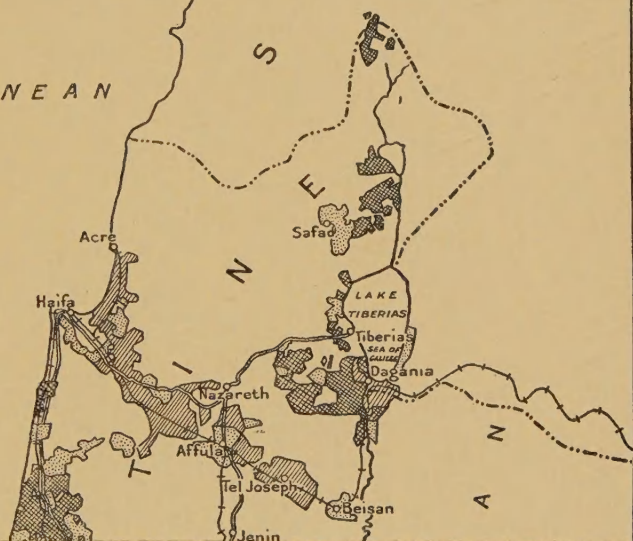 N E A N
S
E
Safad
Acre
N
LAKE
TIBERIAS
Haifa
Tiberias
SEA OF
GALILEE
I
Dagania
Nazareth
N
Affula
T
Tel Joseph
A
Beisan
Jenin